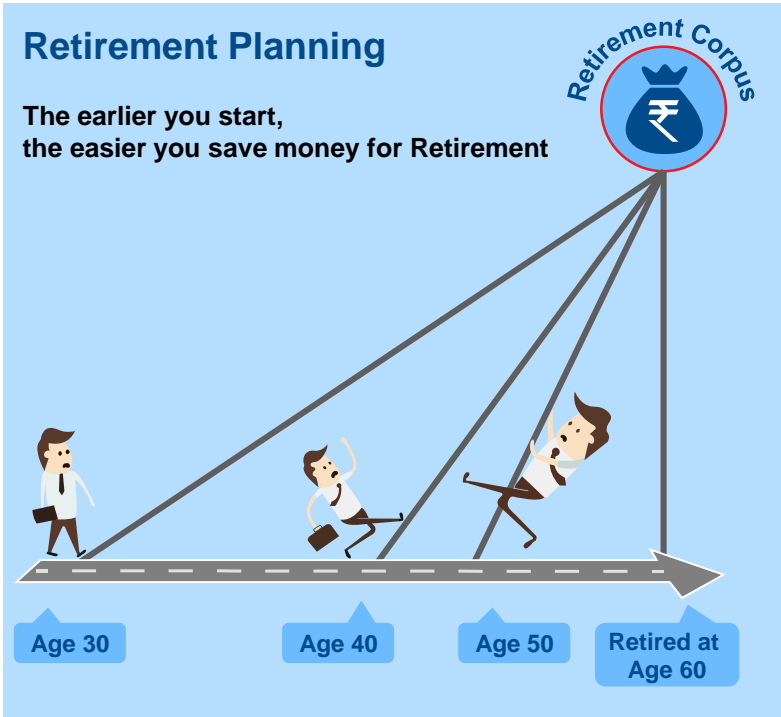 Retirement Planning
Retirement Corpus
₹
The earlier you start,
the easier you save money for Retirement
Age 30
Age 40
Age 50
Retired at
Age 60